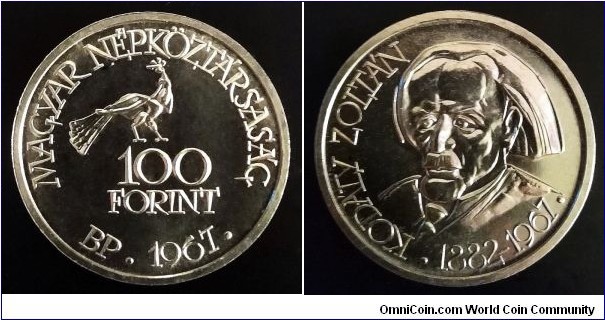 MAGYAR NÉPKÖZTÁRSASÁG
100
FORINT
BP. 1967.
KODÁLY ZOLTÁN
· 1882-1967 ·
OmniCoin.com World Coin Community